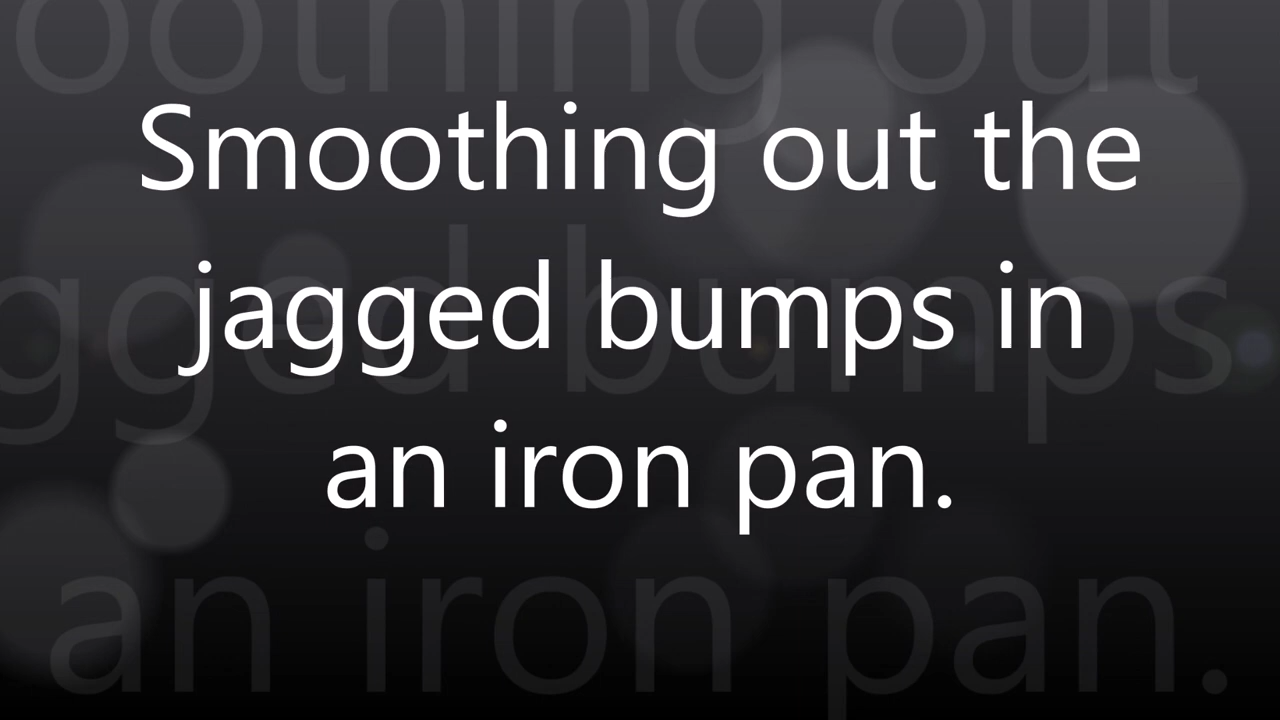 Smoothing out the
jagged bumps in
an iron pan.